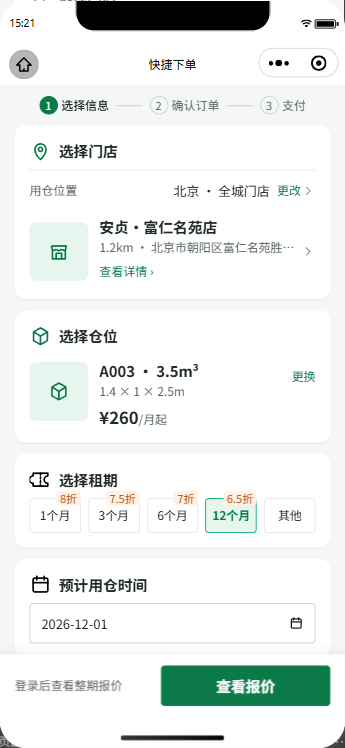 15:21
快捷下单
1 选择信息 2 确认订单 3 支付
选择门店
用仓位置 北京 · 全城门店 更改
安贞·富仁名苑店
1.2km · 北京市朝阳区富仁名苑胜…
查看详情 ›
选择仓位
A003 · 3.5m³
更换
1.4 × 1 × 2.5m
¥260/月起
选择租期
8折 7.5折 7折 6.5折
1个月 3个月 6个月 12个月 其他
预计用仓时间
2026-12-01
登录后查看整期报价 查看报价